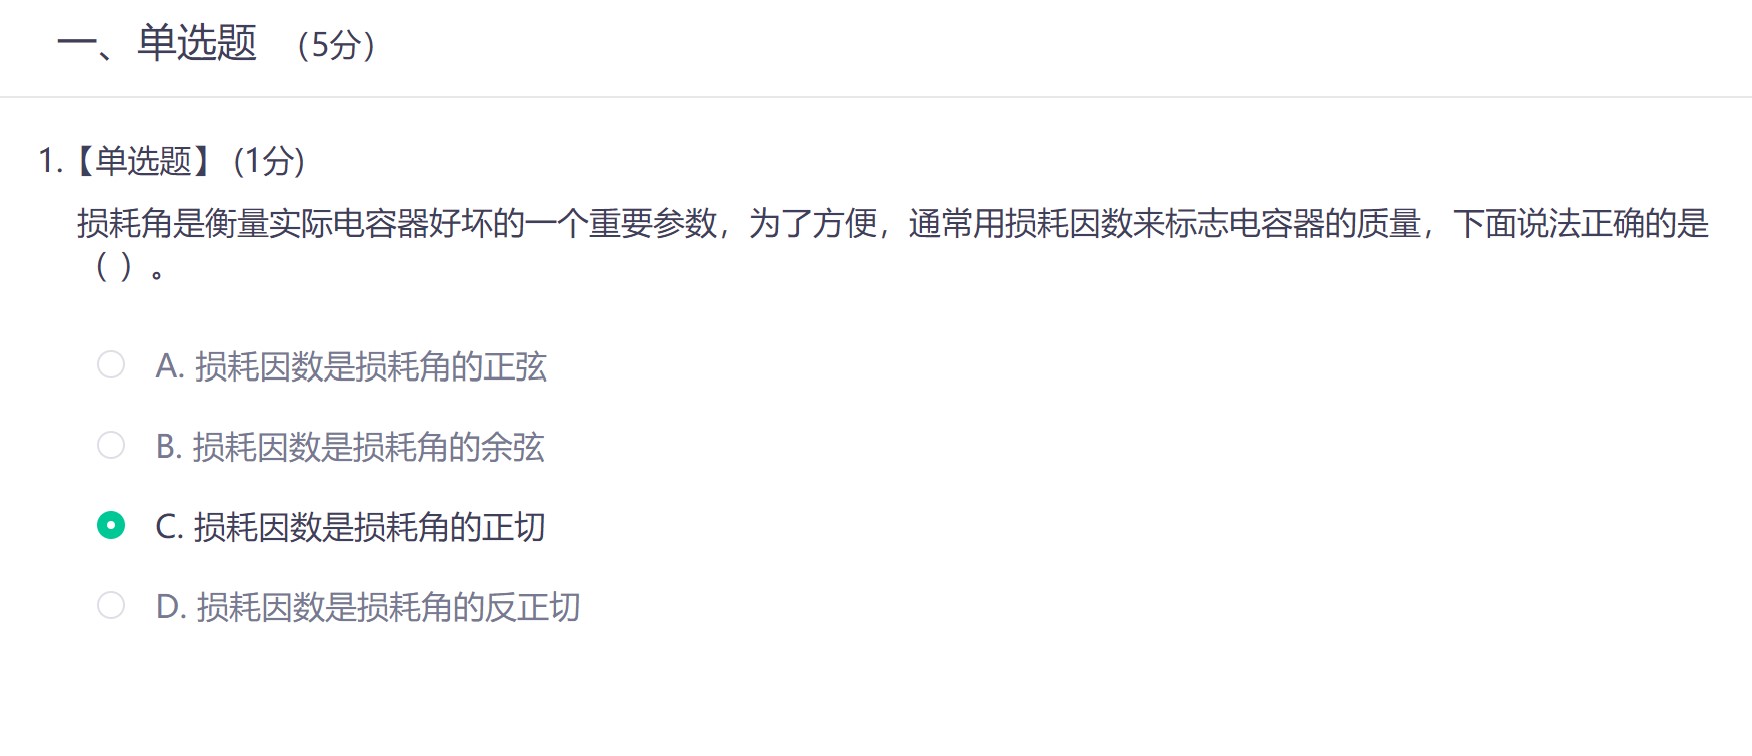 一、单选题 （5分）
1.【单选题】 (1分)
损耗角是衡量实际电容器好坏的一个重要参数，为了方便，通常用损耗因数来标志电容器的质量，下面说法正确的是
（ ）。
A. 损耗因数是损耗角的正弦
B. 损耗因数是损耗角的余弦
C. 损耗因数是损耗角的正切
D. 损耗因数是损耗角的反正切